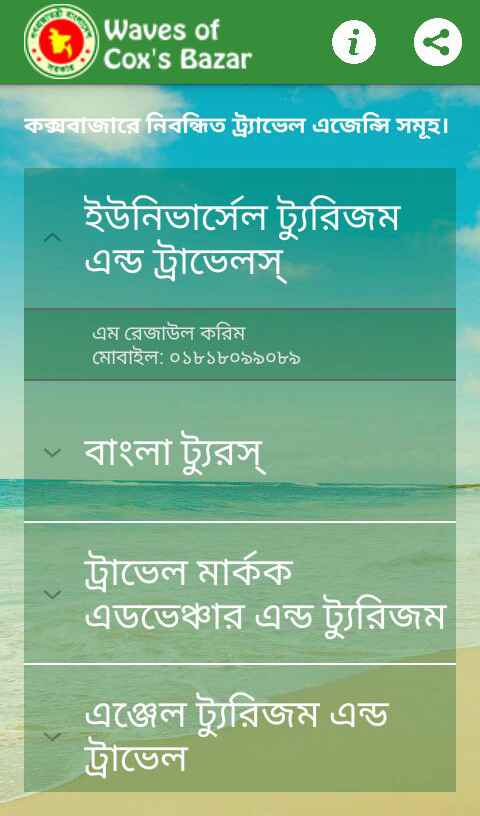 Waves of
Cox's Bazar
কক্সবাজারে নিবন্ধিত ট্র্যাভেল এজেন্সি সমূহ।
ইউনিভার্সেল ট্যুরিজম
এন্ড ট্রাভেলস্
এম রেজাউল করিম
মোবাইল: ০১৮১৮০৯৯০৮৯
বাংলা ট্যুরস্
ট্রাভেল মার্কক
এডভেঞ্চার এন্ড ট্যুরিজম
এঞ্জেল ট্যুরিজম এন্ড
ট্রাভেল